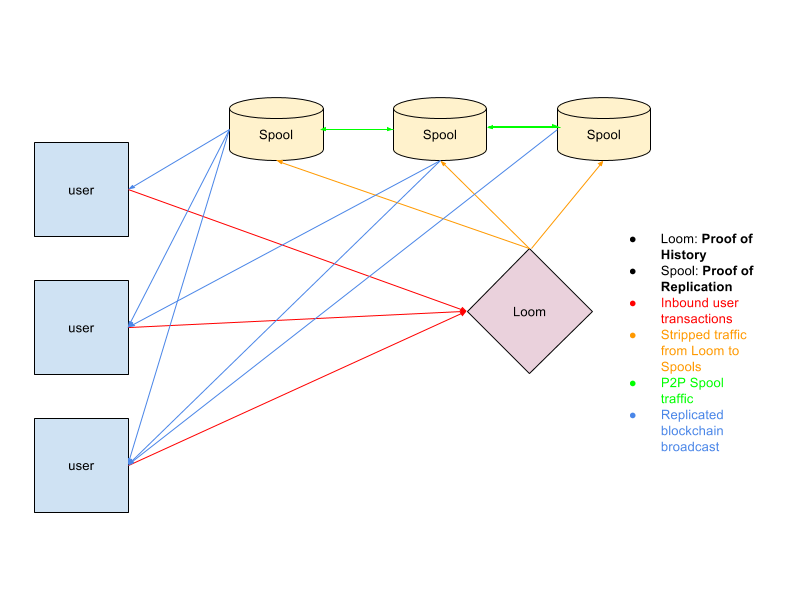 Spool
Spool
Spool
user
user
user
Loom
● Loom: Proof of
History
● Spool: Proof of
Replication
● Inbound user
transactions
● Stripped traffic
from Loom to
Spools
● P2P Spool
traffic
● Replicated
blockchain
broadcast